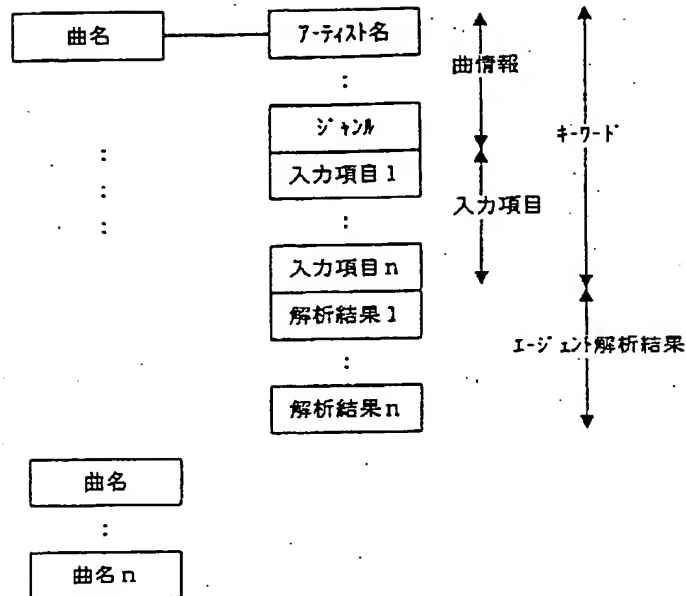 曲名
アーティスト名
:
ジャンル
入力項目1
:
入力項目n
解析結果1
:
解析結果n
曲情報
入力項目
キーワード
エージェント解析結果
:
:
:
曲名
:
曲名n